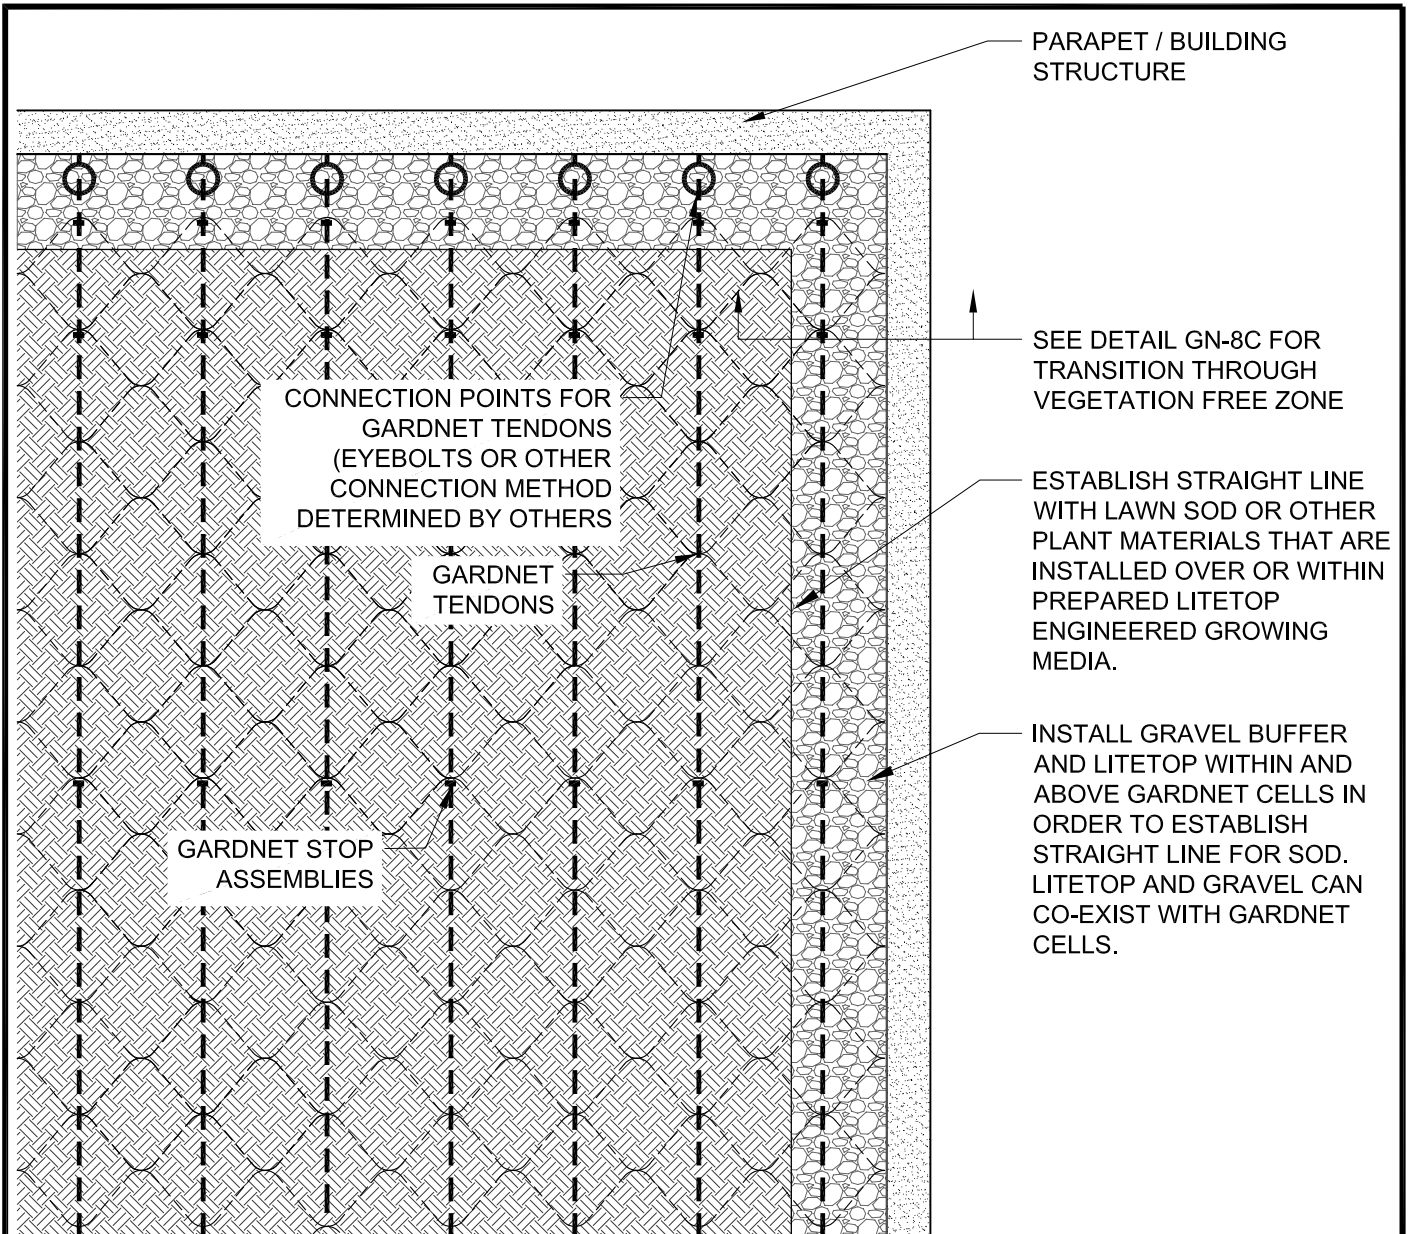 PARAPET / BUILDING
STRUCTURE
SEE DETAIL GN-8C FOR
TRANSITION THROUGH
VEGETATION FREE ZONE
CONNECTION POINTS FOR
GARDNET TENDONS
(EYEBOLTS OR OTHER
CONNECTION METHOD
DETERMINED BY OTHERS
ESTABLISH STRAIGHT LINE
WITH LAWN SOD OR OTHER
PLANT MATERIALS THAT ARE
INSTALLED OVER OR WITHIN
PREPARED LITETOP
ENGINEERED GROWING
MEDIA.
GARDNET
TENDONS
INSTALL GRAVEL BUFFER
AND LITETOP WITHIN AND
ABOVE GARDNET CELLS IN
ORDER TO ESTABLISH
STRAIGHT LINE FOR SOD.
LITETOP AND GRAVEL CAN
CO-EXIST WITH GARDNET
CELLS.
GARDNET STOP
ASSEMBLIES